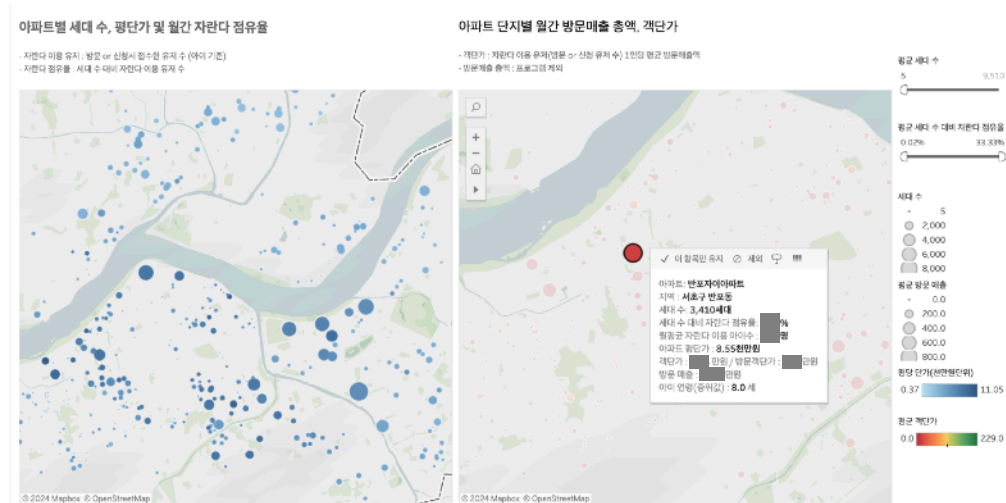 아파트별 세대 수, 평단가 및 월간 자란다 점유율
- 자란다 이용 유저 : 방문 or 신청서 접수한 유저 수 (아이 기준)
- 자란다 점유율 : 세대 수 대비 자란다 이용 유저 수
© 2024 Mapbox © OpenStreetMap
아파트 단지별 월간 방문매출 총액, 객단가
- 객단가 : 자란다 이용 유저(방문 or 신청 유저 수) 1인당 평균 방문매출액
- 방문매출 총액 : 프로그램 제외
이 항목만 유지
제외
아파트: 반포자이아파트
지역 : 서초구 반포동
세대 수: 3,410세대
세대 수 대비 자란다 점유율: %
월평균 자란다 이용 아이수 : 명
아파트 평단가 : 8.55천만원
객단가 : 만원 / 방문객단가 : 만원
방문 매출 : 만원
아이 연령(중위값) : 8.0 세
© 2024 Mapbox © OpenStreetMap
평균 세대 수
5 9,510
평균 세대 수 대비 자란다 점유율
0.02% 33.33%
세대 수
5
2,000
4,000
6,000
8,000
평균 방문 매출
0.0
200.0
400.0
600.0
800.0
평당 단가(천만원단위)
0.37 11.05
평균 객단가
0.0 229.0